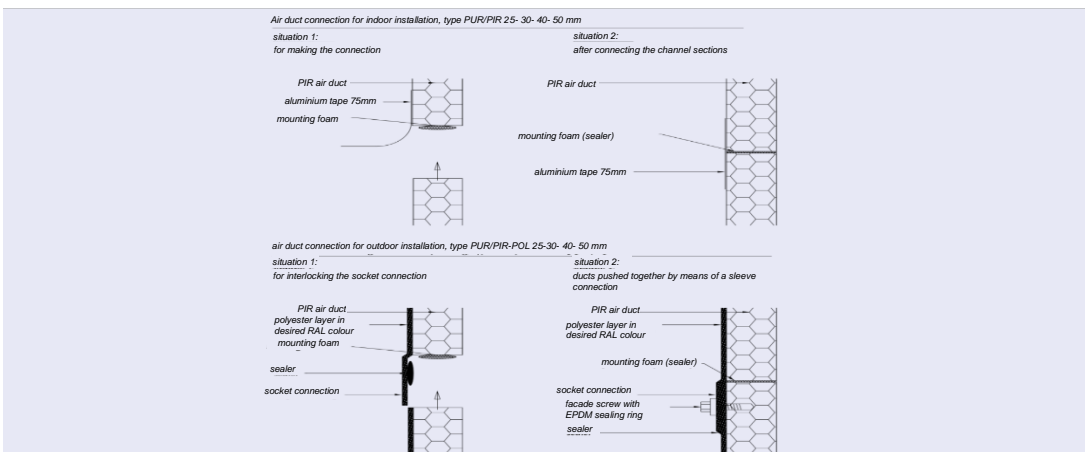 Air duct connection for indoor installation, type PUR/PIR 25- 30- 40- 50 mm
situation 1:
for making the connection
situation 2:
after connecting the channel sections
PIR air duct
aluminium tape 75mm
mounting foam
PIR air duct
mounting foam (sealer)
aluminium tape 75mm
air duct connection for outdoor installation, type PUR/PIR-POL 25-30- 40- 50 mm
situation 1:
for interlocking the socket connection
situation 2:
ducts pushed together by means of a sleeve
connection
PIR air duct
polyester layer in
desired RAL colour
mounting foam
sealer
socket connection
PIR air duct
polyester layer in
desired RAL colour
mounting foam (sealer)
socket connection
facade screw with
EPDM sealing ring
sealer